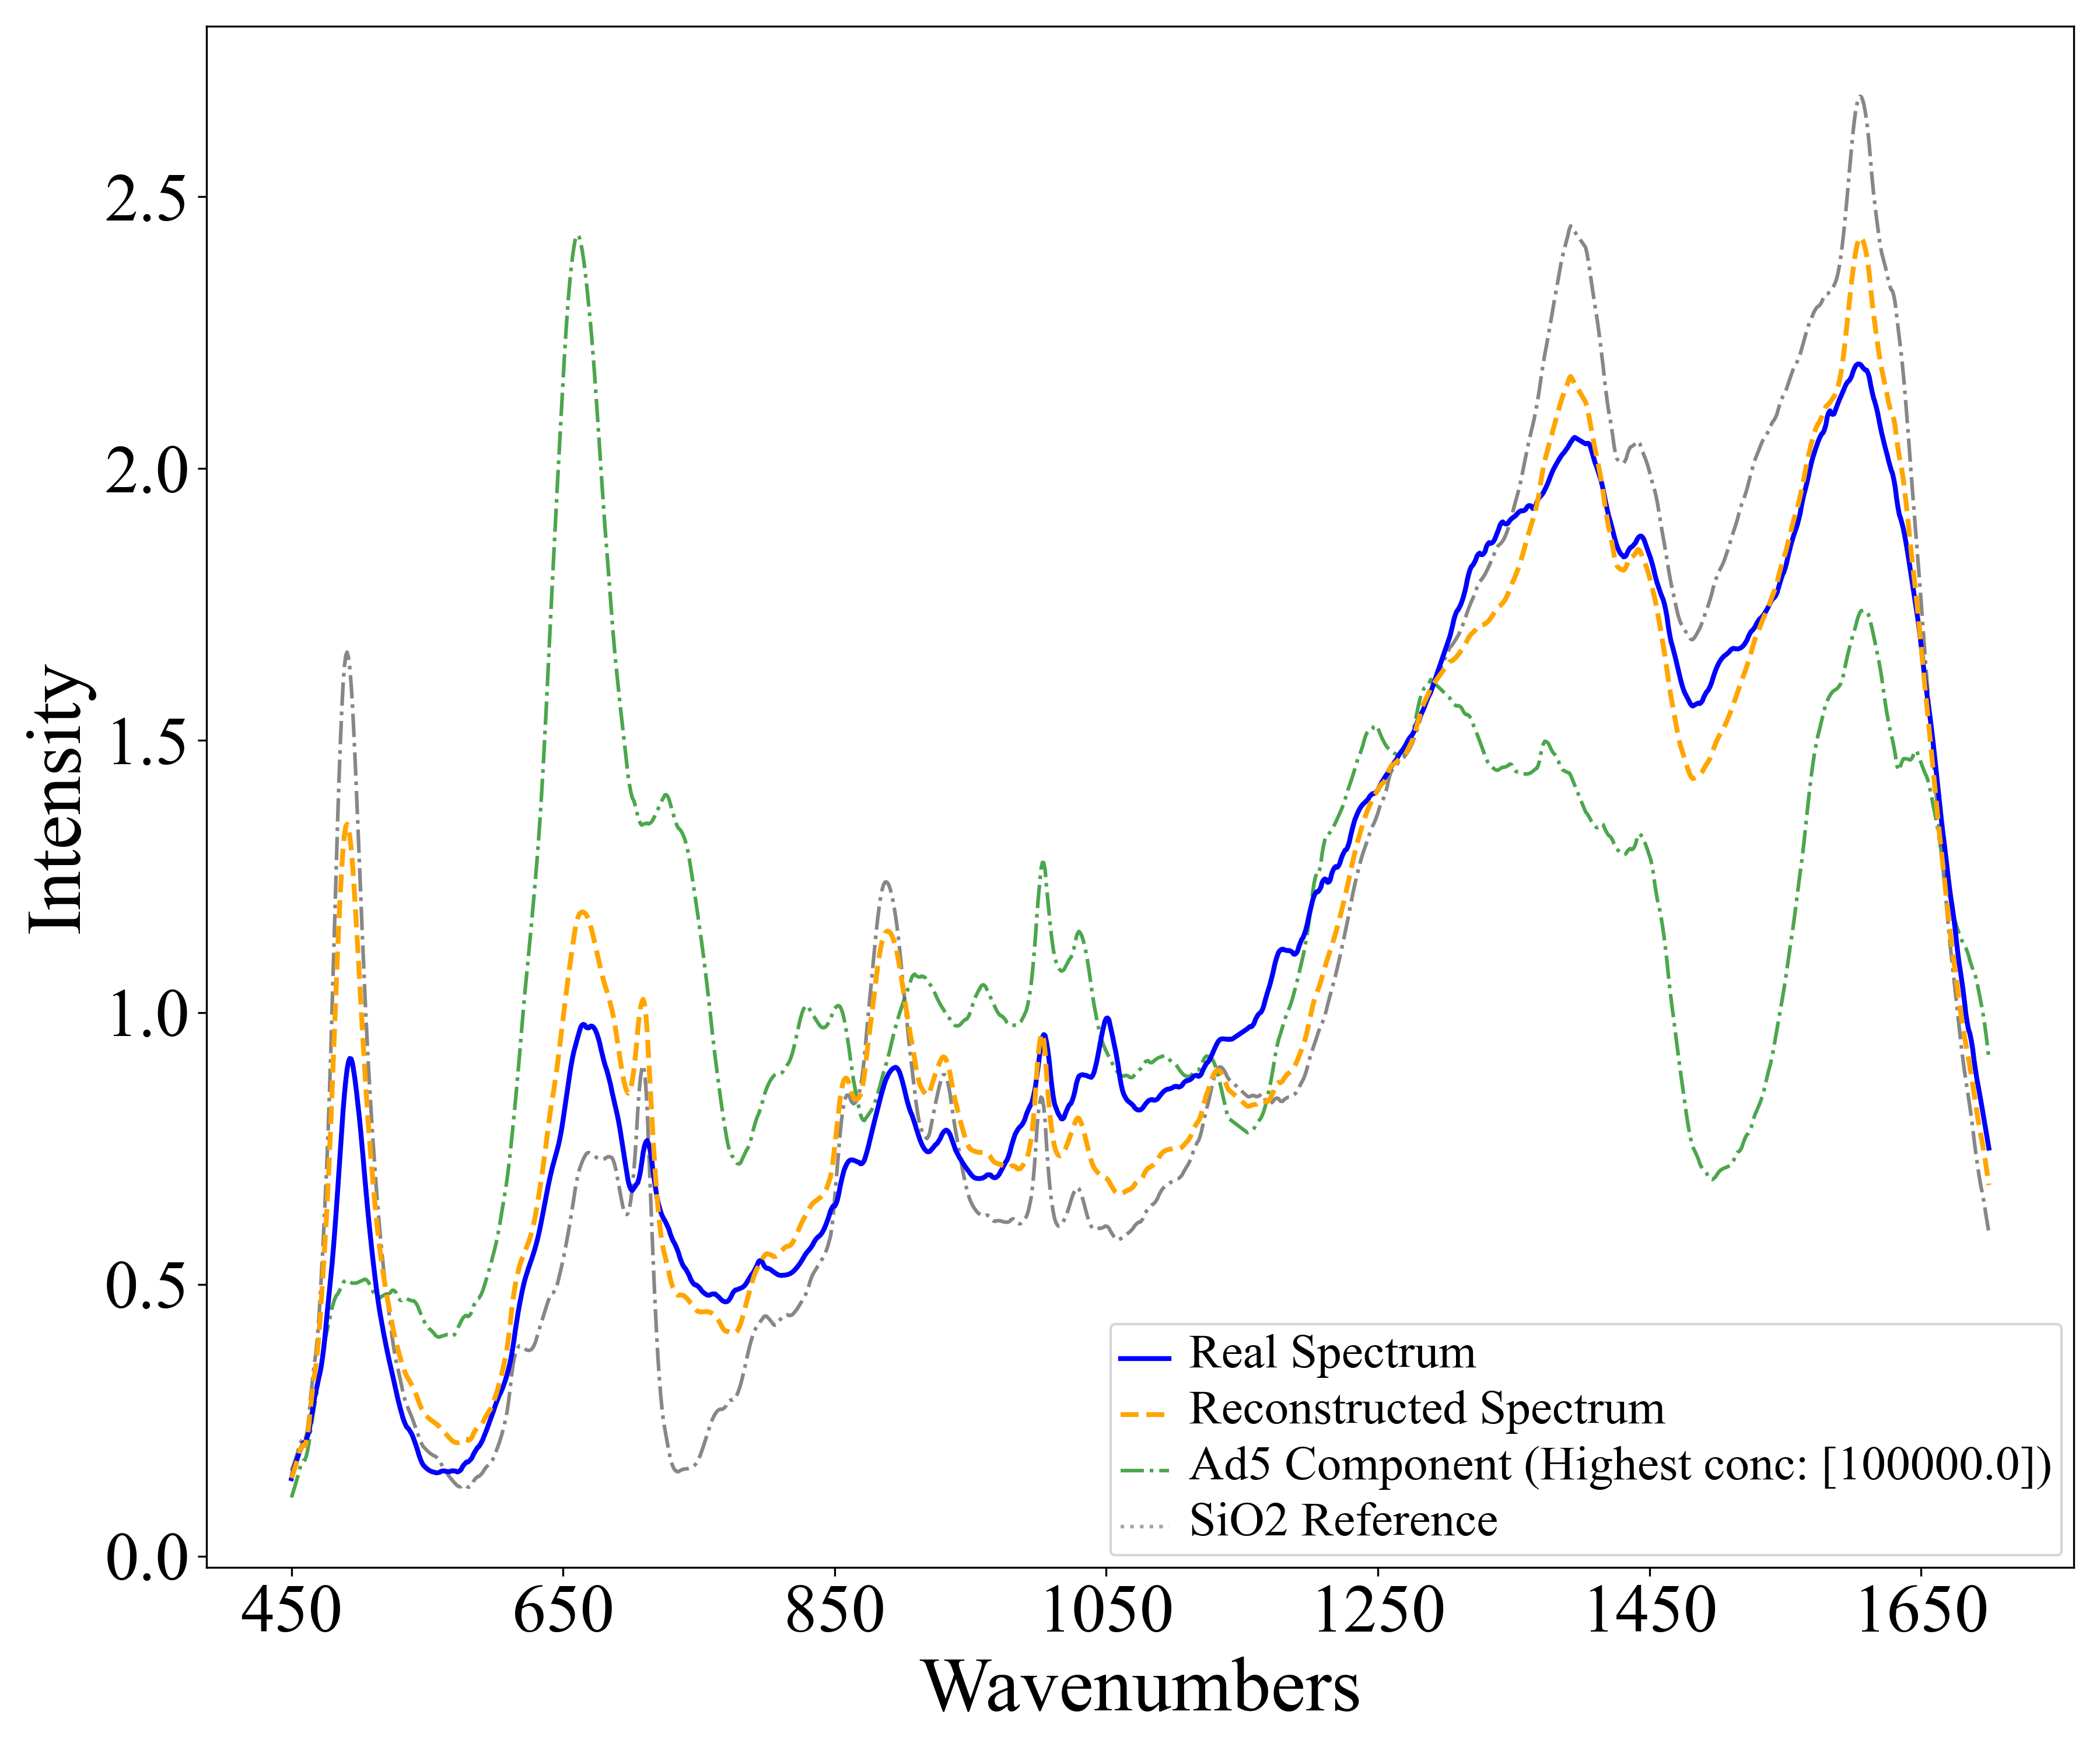 Intensity
2.5
2.0
1.5
1.0
0.5
0.0
450 650 850 1050 1250 1450 1650
Wavenumbers
Real Spectrum
Reconstructed Spectrum
Ad5 Component (Highest conc: [100000.0])
SiO2 Reference